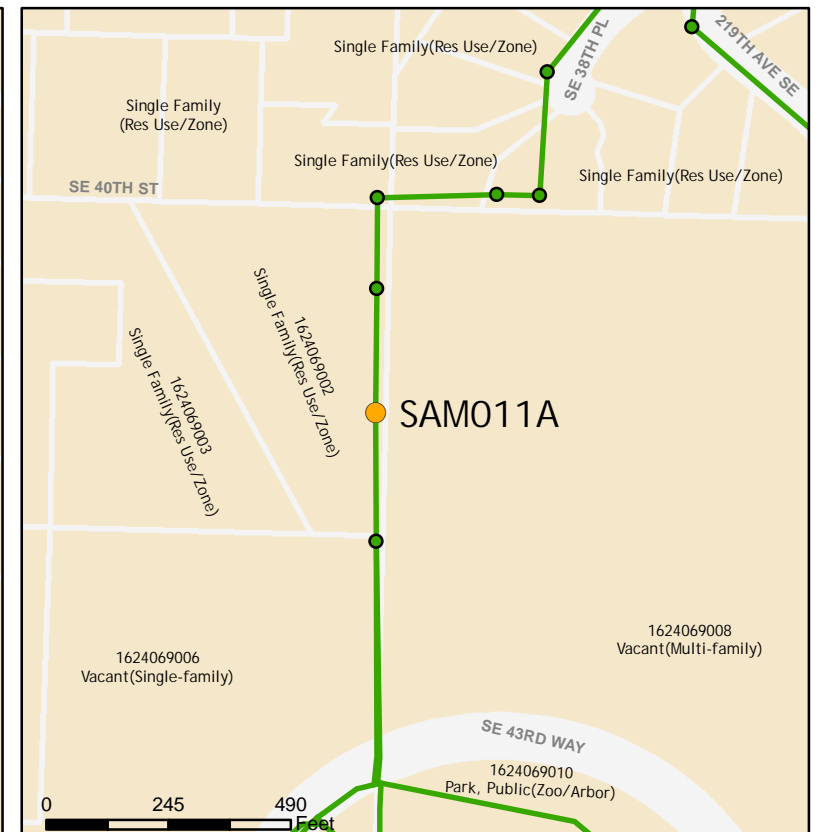 219TH AVE SE
SE 38TH PL
Single Family(Res Use/Zone)
Single Family
(Res Use/Zone)
Single Family(Res Use/Zone)
Single Family(Res Use/Zone)
SE 40TH ST
1624069002
Single Family(Res Use/Zone)
1624069003
Single Family(Res Use/Zone)
SAM011A
1624069008
Vacant(Multi-family)
1624069006
Vacant(Single-family)
SE 43RD WAY
1624069010
Park, Public(Zoo/Arbor)
0 245 490
Feet